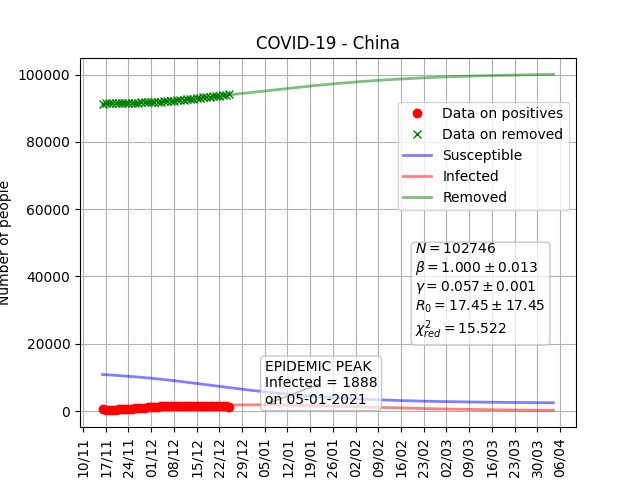 COVID-19 - China
Number of people
100000
80000
60000
40000
20000
0
Data on positives
Data on removed
Susceptible
Infected
Removed
N = 102746
β = 1.000 ± 0.013
γ = 0.057 ± 0.001
R₀ = 17.45 ± 17.45
χ²red = 15.522
EPIDEMIC PEAK
Infected = 1888
on 05-01-2021
10/11
17/11
24/11
01/12
08/12
15/12
22/12
29/12
05/01
12/01
19/01
26/01
02/02
09/02
16/02
23/02
02/03
09/03
16/03
23/03
30/03
06/04